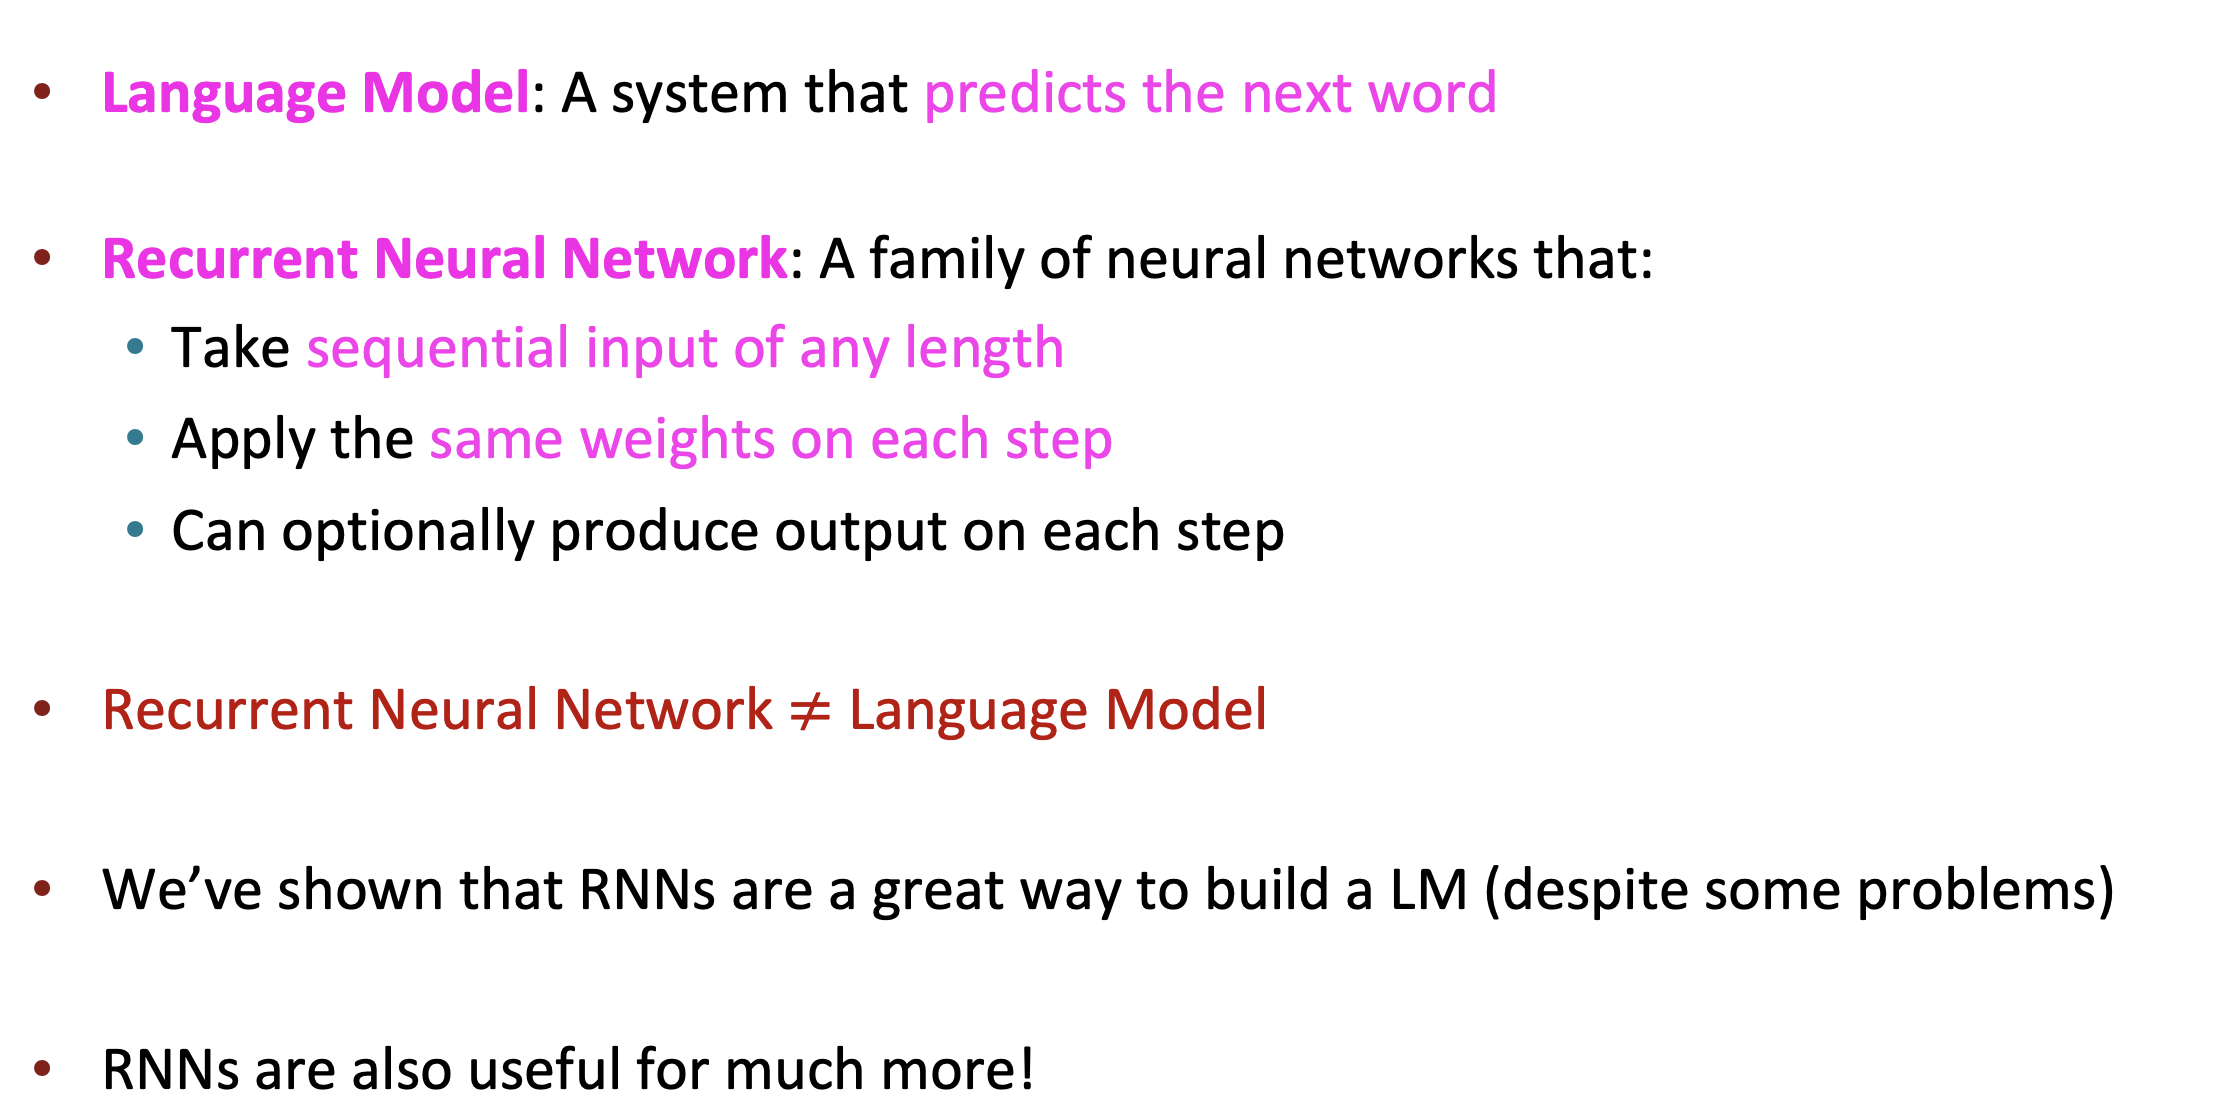 • Language Model: A system that predicts the next word
• Recurrent Neural Network: A family of neural networks that:
• Take sequential input of any length
• Apply the same weights on each step
• Can optionally produce output on each step
• Recurrent Neural Network ≠ Language Model
• We’ve shown that RNNs are a great way to build a LM (despite some problems)
• RNNs are also useful for much more!